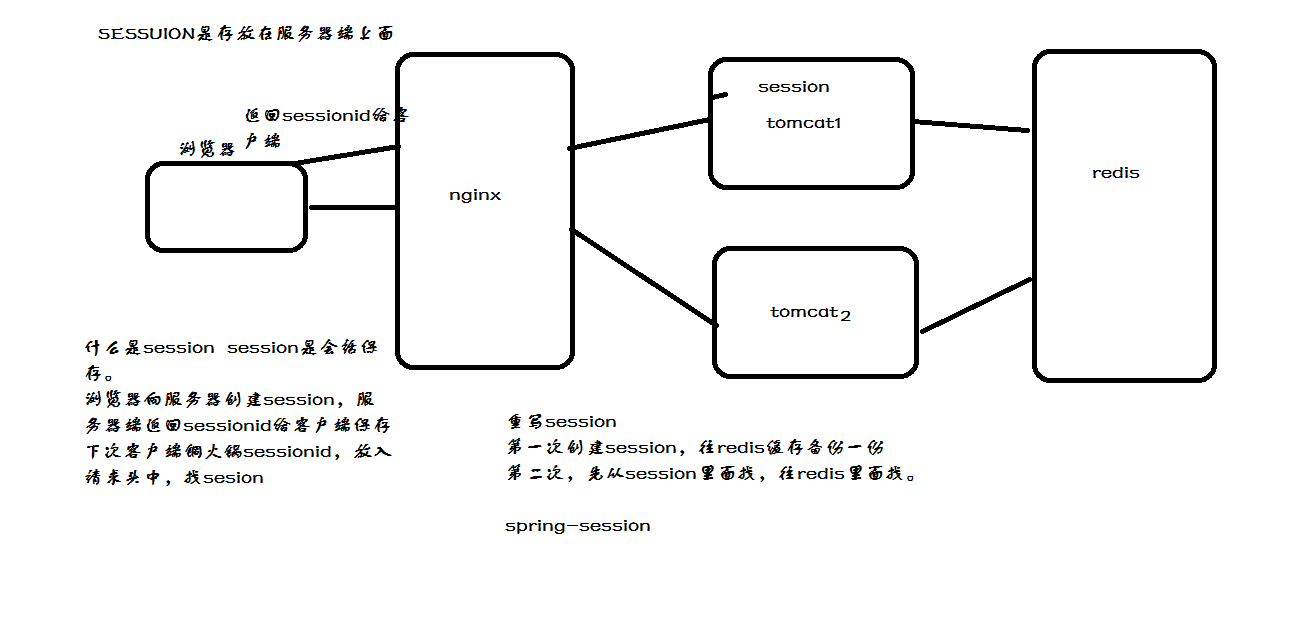 SESSUION是存放在服务器端上面
返回sessionid给客
户端
浏览器
nginx
session
tomcat1
tomcat2
redis
什么是session session是会话保
存。
浏览器向服务器创建session，服
务器端返回sessionid给客户端保存
下次客户端铜火锅sessionid，放入
请求头中，找sesion
重写session
第一次创建session，往redis缓存备份一份
第二次，先从session里面找，往redis里面找。
spring-session